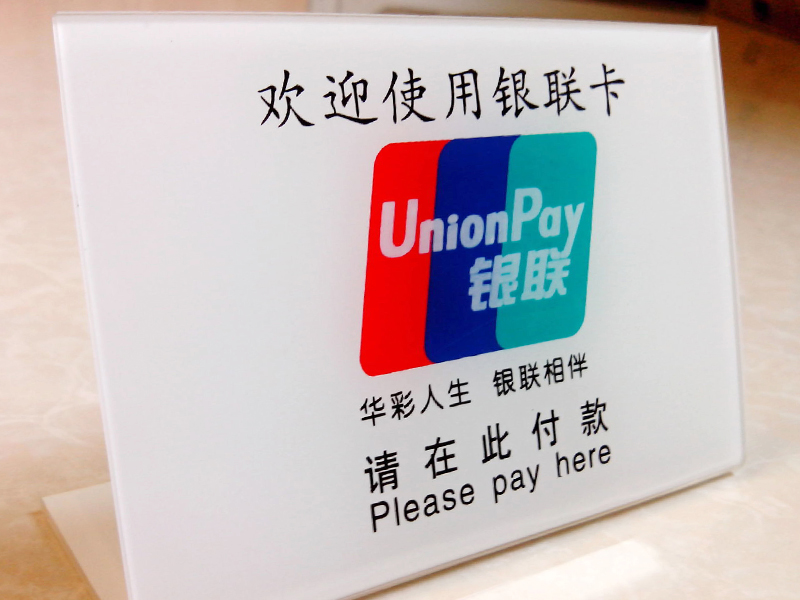 欢迎使用银联卡
UnionPay
银联
华彩人生 银联相伴
请在此付款
Please pay here